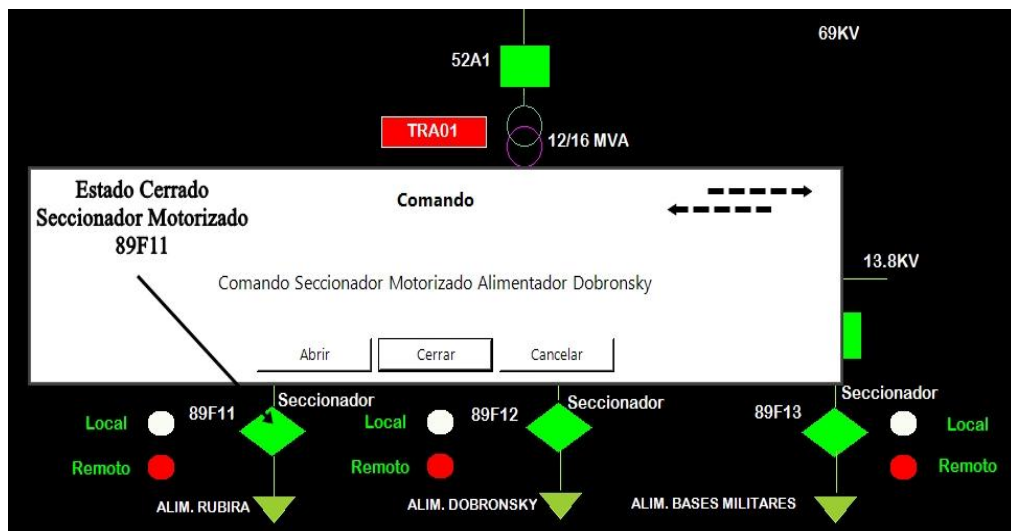 69KV
52A1
TRA01
12/16 MVA
Estado Cerrado
Seccionador Motorizado
89F11
Comando
13.8KV
Comando Seccionador Motorizado Alimentador Dobronsky
Abrir
Cerrar
Cancelar
Local
89F11
Seccionador
Remoto
ALIM. RUBIRA
Local
89F12
Seccionador
Remoto
ALIM. DOBRONSKY
89F13
Seccionador
Local
Remoto
ALIM. BASES MILITARES